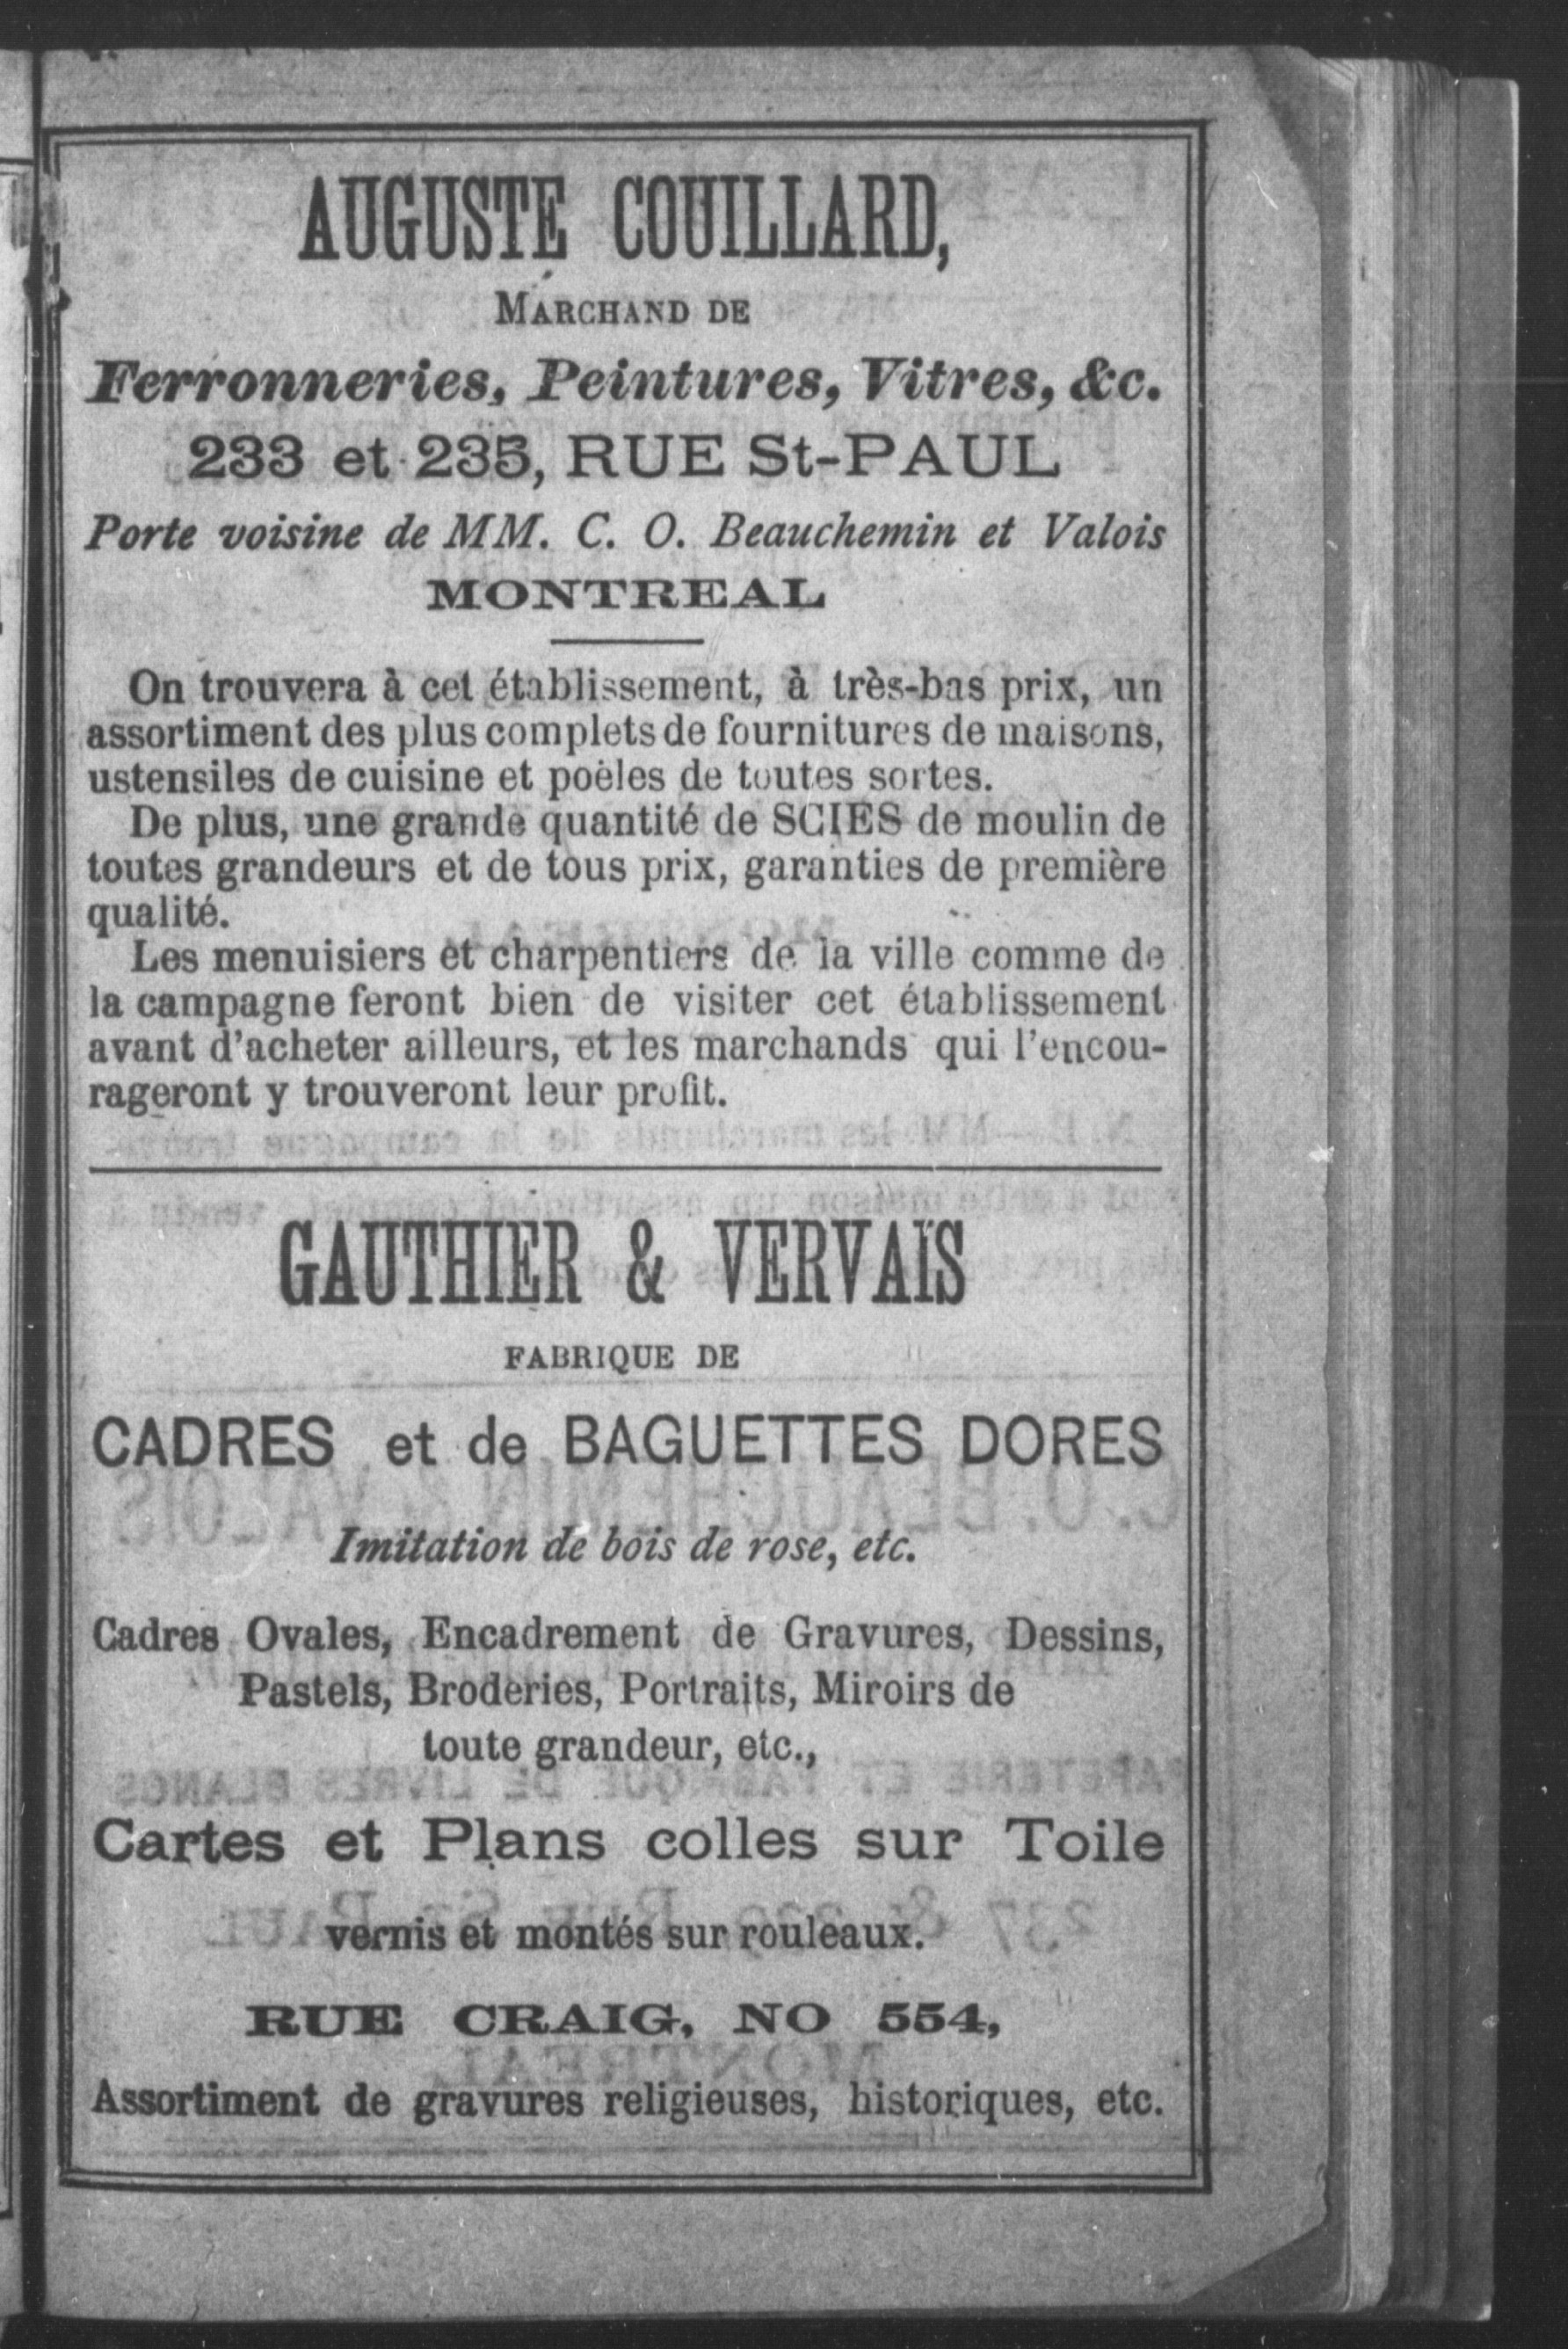 AUGUSTE COUILLARD,
MARCHAND DE
Ferronneries, Peintures, Vitres, &c.
233 et 235, RUE St-PAUL
Porte voisine de MM. C. O. Beauchemin et Valois
MONTREAL
On trouvera à cet établissement, à très-bas prix, un
assortiment des plus complets de fournitures de maisons,
ustensiles de cuisine et poêles de toutes sortes.
De plus, une grande quantité de SCIES de moulin de
toutes grandeurs et de tous prix, garanties de première
qualité.
Les menuisiers et charpentiers de la ville comme de
la campagne feront bien de visiter cet établissement
avant d'acheter ailleurs, et les marchands qui l'encou-
rageront y trouveront leur profit.
GAUTHIER & VERVAIS
FABRIQUE DE
CADRES et de BAGUETTES DORES
Imitation de bois de rose, etc.
Cadres Ovales, Encadrement de Gravures, Dessins,
Pastels, Broderies, Portraits, Miroirs de
toute grandeur, etc.,
Cartes et Plans colles sur Toile
vernis et montés sur rouleaux.
RUE CRAIG, NO 554,
Assortiment de gravures religieuses, historiques, etc.